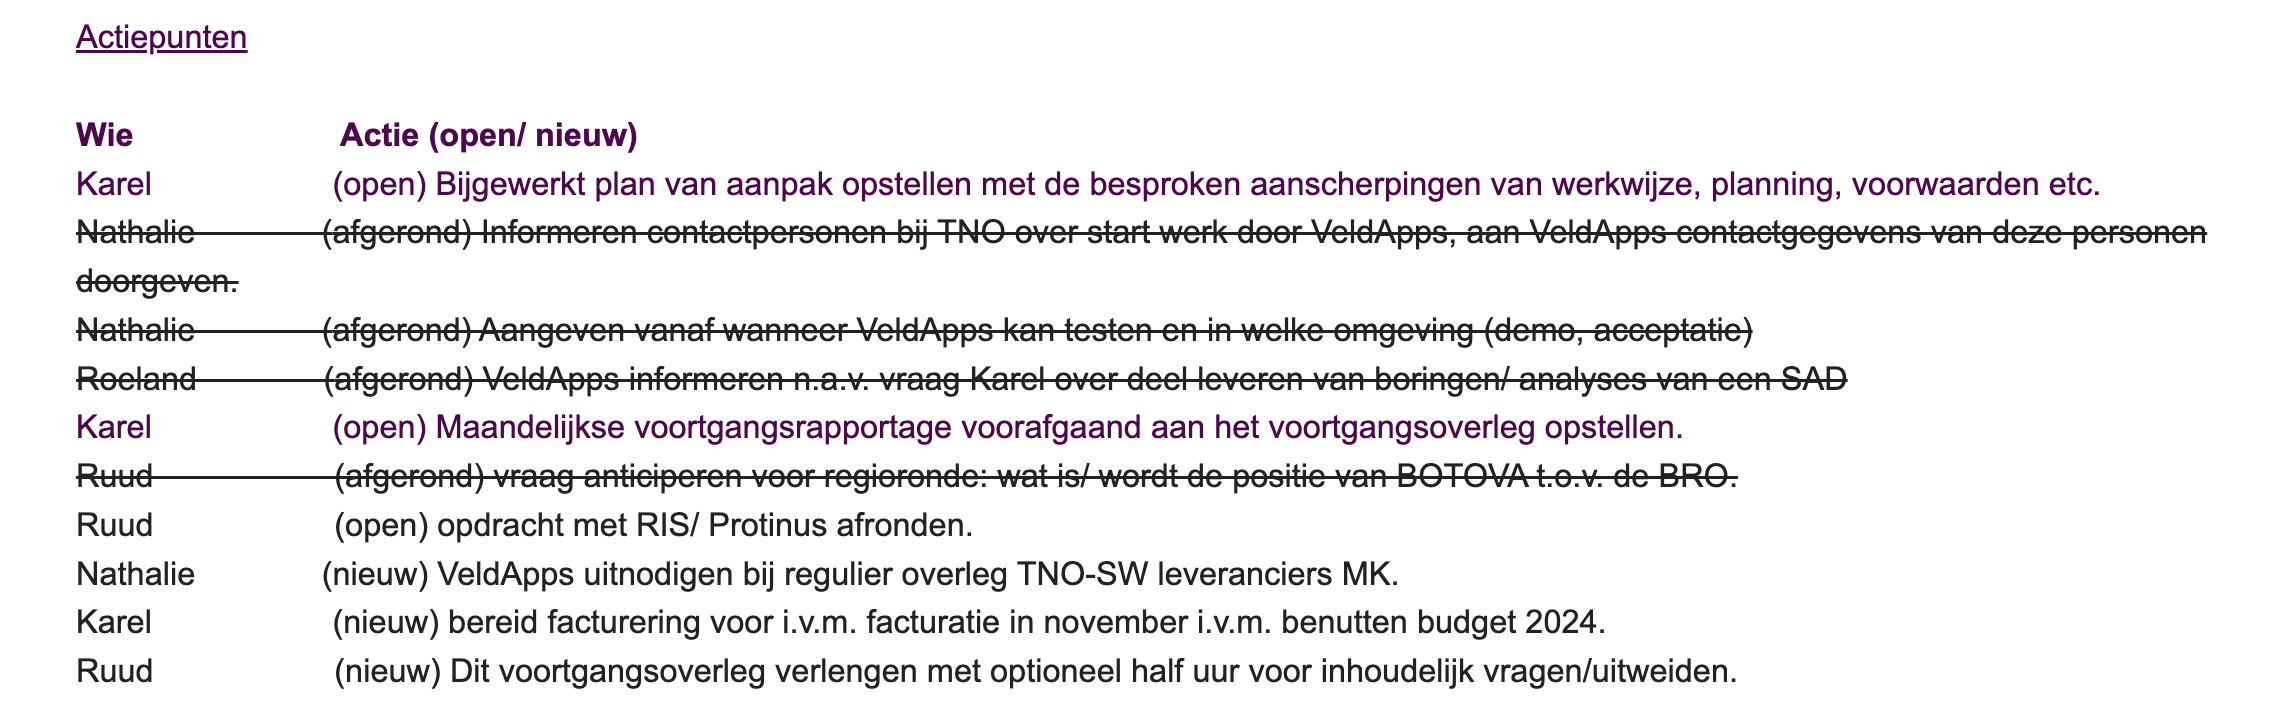 Actiepunten
Wie Actie (open/ nieuw)
Karel (open) Bijgewerkt plan van aanpak opstellen met de besproken aanscherpingen van werkwijze, planning, voorwaarden etc.
Nathalie (afgerond) Informeren contactpersonen bij TNO over start werk door VeldApps, aan VeldApps contactgegevens van deze personen
doorgeven.
Nathalie (afgerond) Aangeven vanaf wanneer VeldApps kan testen en in welke omgeving (demo, acceptatie)
Roeland (afgerond) VeldApps informeren n.a.v. vraag Karel over deel leveren van boringen/ analyses van een SAD
Karel (open) Maandelijkse voortgangsrapportage voorafgaand aan het voortgangsoverleg opstellen.
Ruud (afgerond) vraag anticiperen voor regioronde: wat is/ wordt de positie van BOTOVA t.o.v. de BRO.
Ruud (open) opdracht met RIS/ Protinus afronden.
Nathalie (nieuw) VeldApps uitnodigen bij regulier overleg TNO-SW leveranciers MK.
Karel (nieuw) bereid facturering voor i.v.m. facturatie in november i.v.m. benutten budget 2024.
Ruud (nieuw) Dit voortgangsoverleg verlengen met optioneel half uur voor inhoudelijk vragen/uitweiden.